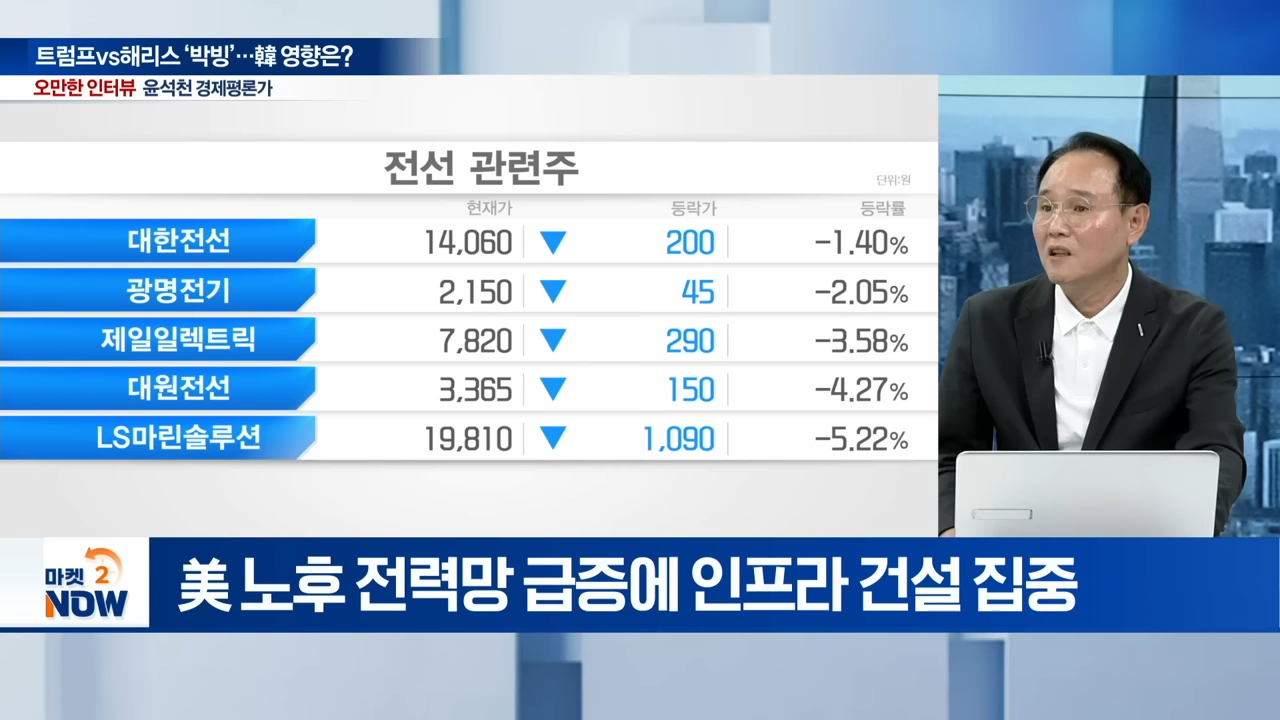 트럼프vs해리스 ‘박빙’…韓 영향은?
오만한 인터뷰 윤석천 경제평론가
전선 관련주
단위:원
현재가 등락가 등락률
대한전선 14,060 ▼ 200 -1.40%
광명전기 2,150 ▼ 45 -2.05%
제일일렉트릭 7,820 ▼ 290 -3.58%
대원전선 3,365 ▼ 150 -4.27%
LS마린솔루션 19,810 ▼ 1,090 -5.22%
마켓 2
NOW
美 노후 전력망 급증에 인프라 건설 집중